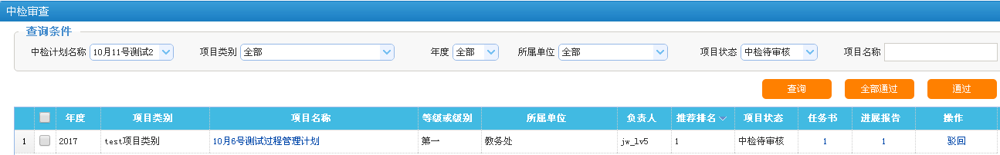 中检审查
查询条件
中检计划名称 10月11号测试2 项目类别 全部 年度 全部 所属单位 全部 项目状态 中检待审核 项目名称
查询 全部通过 通过
年度 项目类别 项目名称 等级或级别 所属单位 负责人 推荐排名 项目状态 任务书 进展报告 操作
1 2017 test项目类别 10月6号测试过程管理计划 第一 教务处 jw_lv5 1 中检待审核 1 1 驳回